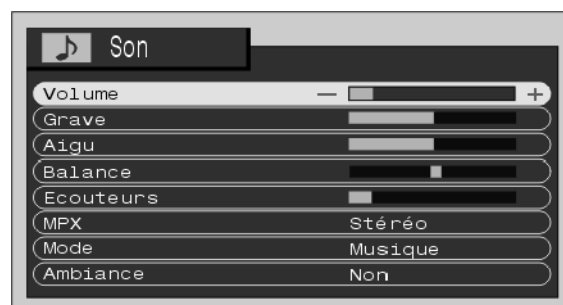 Son
Volume − +
Grave
Aigu
Balance
Ecouteurs
MPX Stéréo
Mode Musique
Ambiance Non